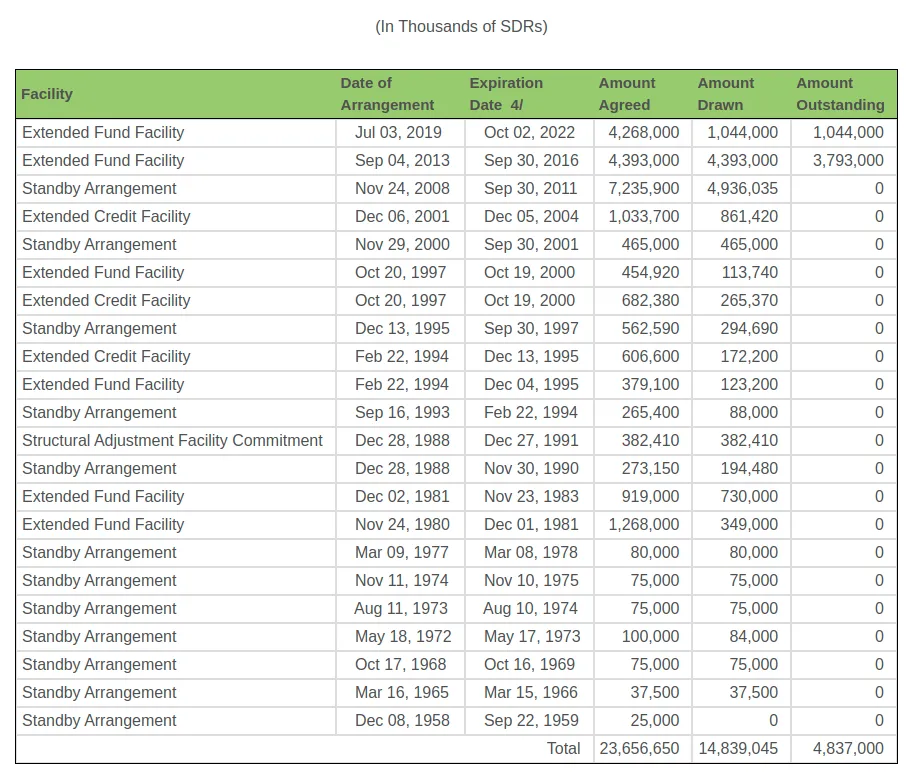 (In Thousands of SDRs)
Facility Date of Arrangement Expiration Date 4/ Amount Agreed Amount Drawn Amount Outstanding
Extended Fund Facility Jul 03, 2019 Oct 02, 2022 4,268,000 1,044,000 1,044,000
Extended Fund Facility Sep 04, 2013 Sep 30, 2016 4,393,000 4,393,000 3,793,000
Standby Arrangement Nov 24, 2008 Sep 30, 2011 7,235,900 4,936,035 0
Extended Credit Facility Dec 06, 2001 Dec 05, 2004 1,033,700 861,420 0
Standby Arrangement Nov 29, 2000 Sep 30, 2001 465,000 465,000 0
Extended Fund Facility Oct 20, 1997 Oct 19, 2000 454,920 113,740 0
Extended Credit Facility Oct 20, 1997 Oct 19, 2000 682,380 265,370 0
Standby Arrangement Dec 13, 1995 Sep 30, 1997 562,590 294,690 0
Extended Credit Facility Feb 22, 1994 Dec 13, 1995 606,600 172,200 0
Extended Fund Facility Feb 22, 1994 Dec 04, 1995 379,100 123,200 0
Standby Arrangement Sep 16, 1993 Feb 22, 1994 265,400 88,000 0
Structural Adjustment Facility Commitment Dec 28, 1988 Dec 27, 1991 382,410 382,410 0
Standby Arrangement Dec 28, 1988 Nov 30, 1990 273,150 194,480 0
Extended Fund Facility Dec 02, 1981 Nov 23, 1983 919,000 730,000 0
Extended Fund Facility Nov 24, 1980 Dec 01, 1981 1,268,000 349,000 0
Standby Arrangement Mar 09, 1977 Mar 08, 1978 80,000 80,000 0
Standby Arrangement Nov 11, 1974 Nov 10, 1975 75,000 75,000 0
Standby Arrangement Aug 11, 1973 Aug 10, 1974 75,000 75,000 0
Standby Arrangement May 18, 1972 May 17, 1973 100,000 84,000 0
Standby Arrangement Oct 17, 1968 Oct 16, 1969 75,000 75,000 0
Standby Arrangement Mar 16, 1965 Mar 15, 1966 37,500 37,500 0
Standby Arrangement Dec 08, 1958 Sep 22, 1959 25,000 0 0
Total 23,656,650 14,839,045 4,837,000